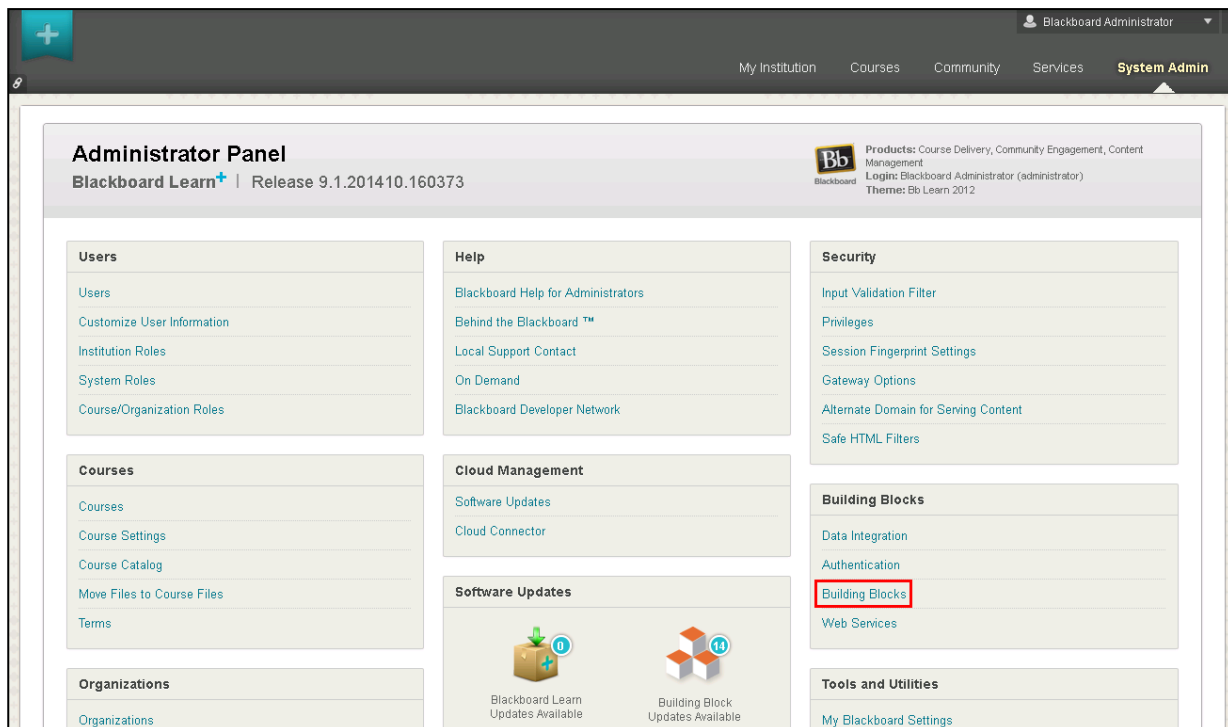 Blackboard Administrator
My Institution Courses Community Services System Admin
Administrator Panel
Blackboard Learn+ | Release 9.1.201410.160373
Bb
Blackboard
Products: Course Delivery, Community Engagement, Content
Management
Login: Blackboard Administrator (administrator)
Theme: Bb Learn 2012
Users
Users
Customize User Information
Institution Roles
System Roles
Course/Organization Roles
Courses
Courses
Course Settings
Course Catalog
Move Files to Course Files
Terms
Organizations
Organizations
Help
Blackboard Help for Administrators
Behind the Blackboard ™
Local Support Contact
On Demand
Blackboard Developer Network
Cloud Management
Software Updates
Cloud Connector
Software Updates
0
Blackboard Learn
Updates Available
14
Building Block
Updates Available
Security
Input Validation Filter
Privileges
Session Fingerprint Settings
Gateway Options
Alternate Domain for Serving Content
Safe HTML Filters
Building Blocks
Data Integration
Authentication
Building Blocks
Web Services
Tools and Utilities
My Blackboard Settings